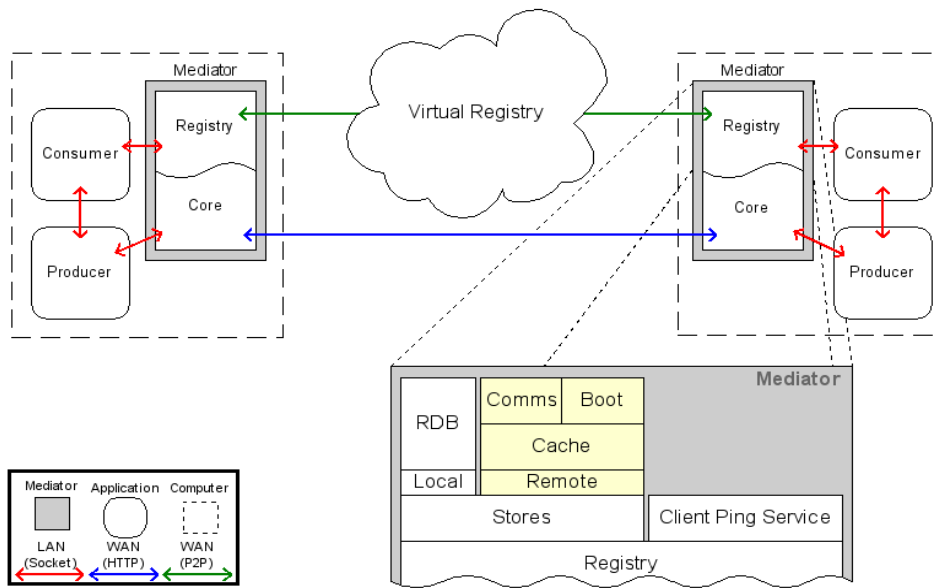 Mediator
Registry
Core
Consumer
Producer
Virtual Registry
Mediator
Registry
Core
Consumer
Producer
Mediator
RDB
Comms
Boot
Cache
Local
Remote
Stores
Client Ping Service
Registry
Mediator
Application
Computer
LAN
(Socket)
WAN
(HTTP)
WAN
(P2P)